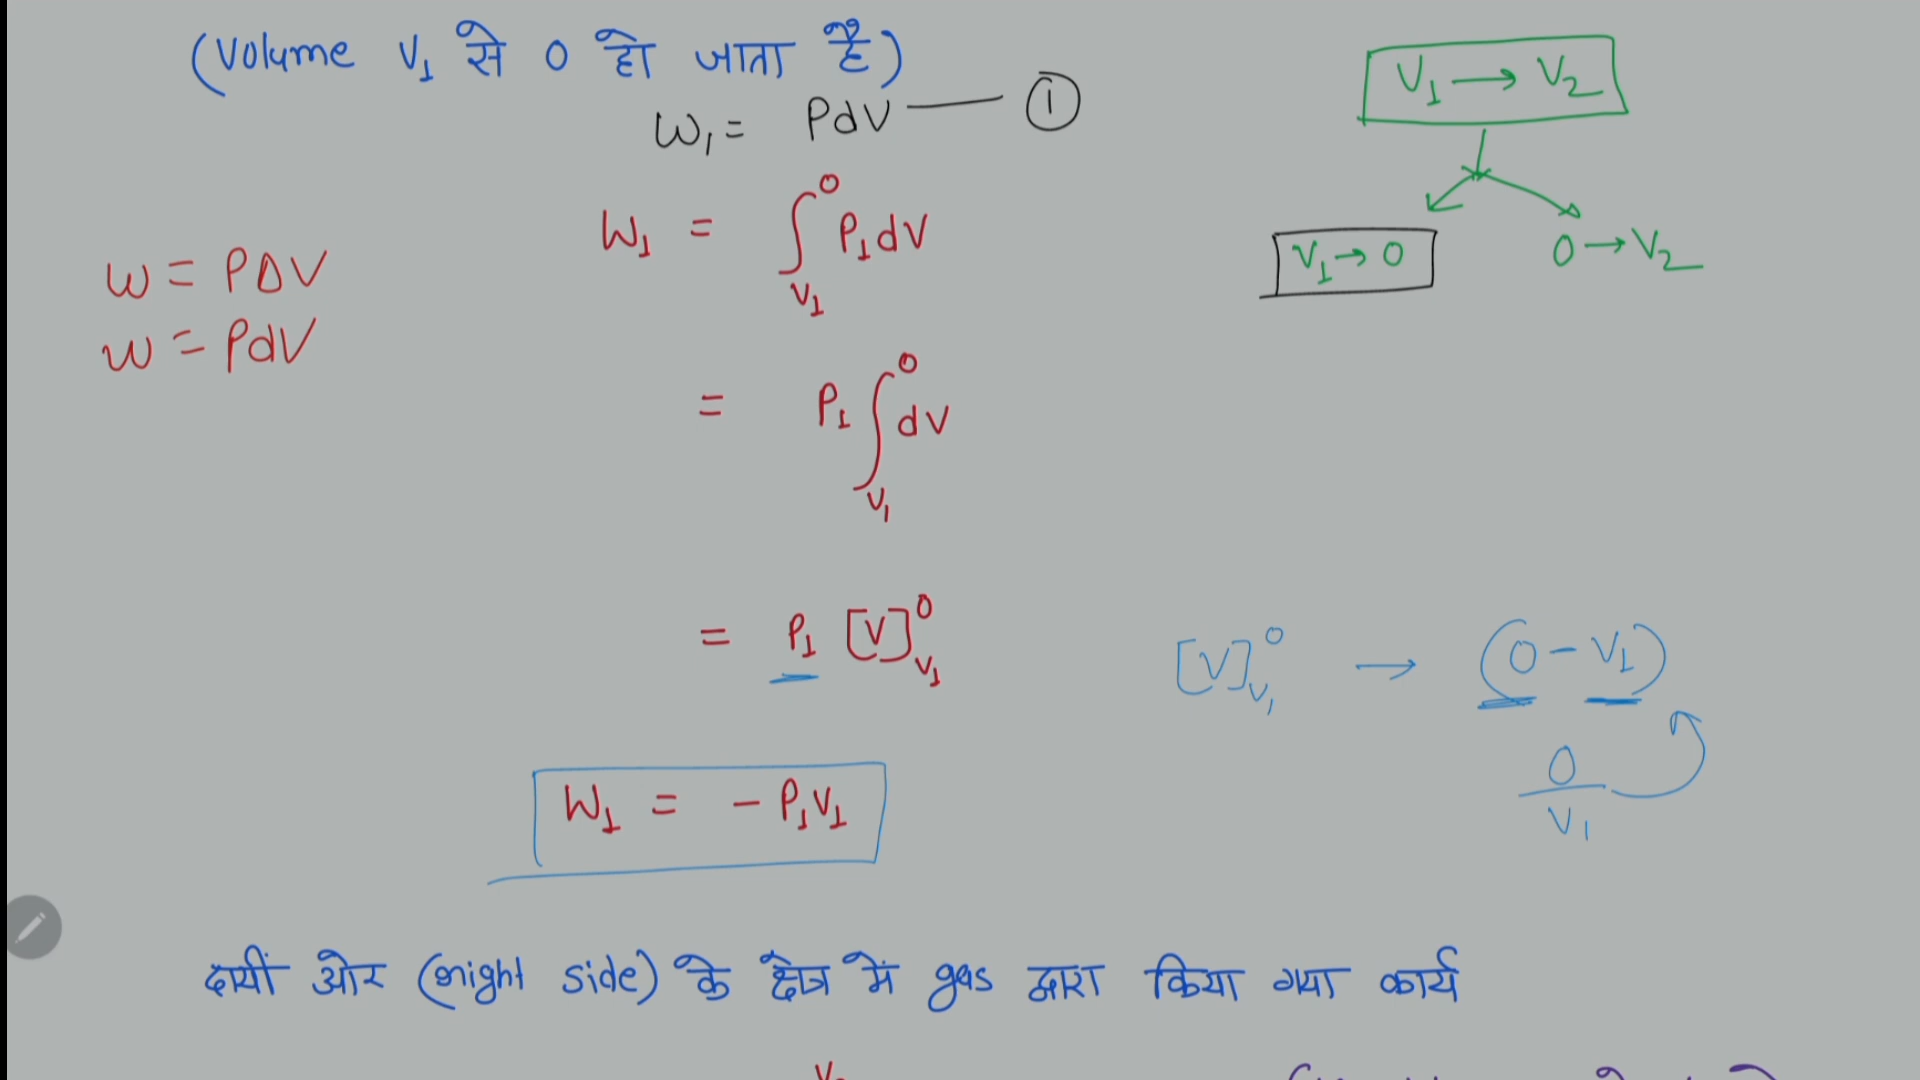 (Volume V₁ से 0 हो जाता है)
W₁ = PdV —— ①
V₁ → V₂
V₁ → 0
0 → V₂
W₁ = ∫_{V₁}^{0} P₁dV
W = PΔV
W = PdV
= P₁ ∫_{V₁}^{0} dV
= P₁ [V]_{V₁}^{0}
[V]_{V₁}^{0} → (0 - V₁)
0
V₁
W₁ = - P₁V₁
दायीं ओर (right side) के क्षेत्र में gas द्वारा किया गया कार्य